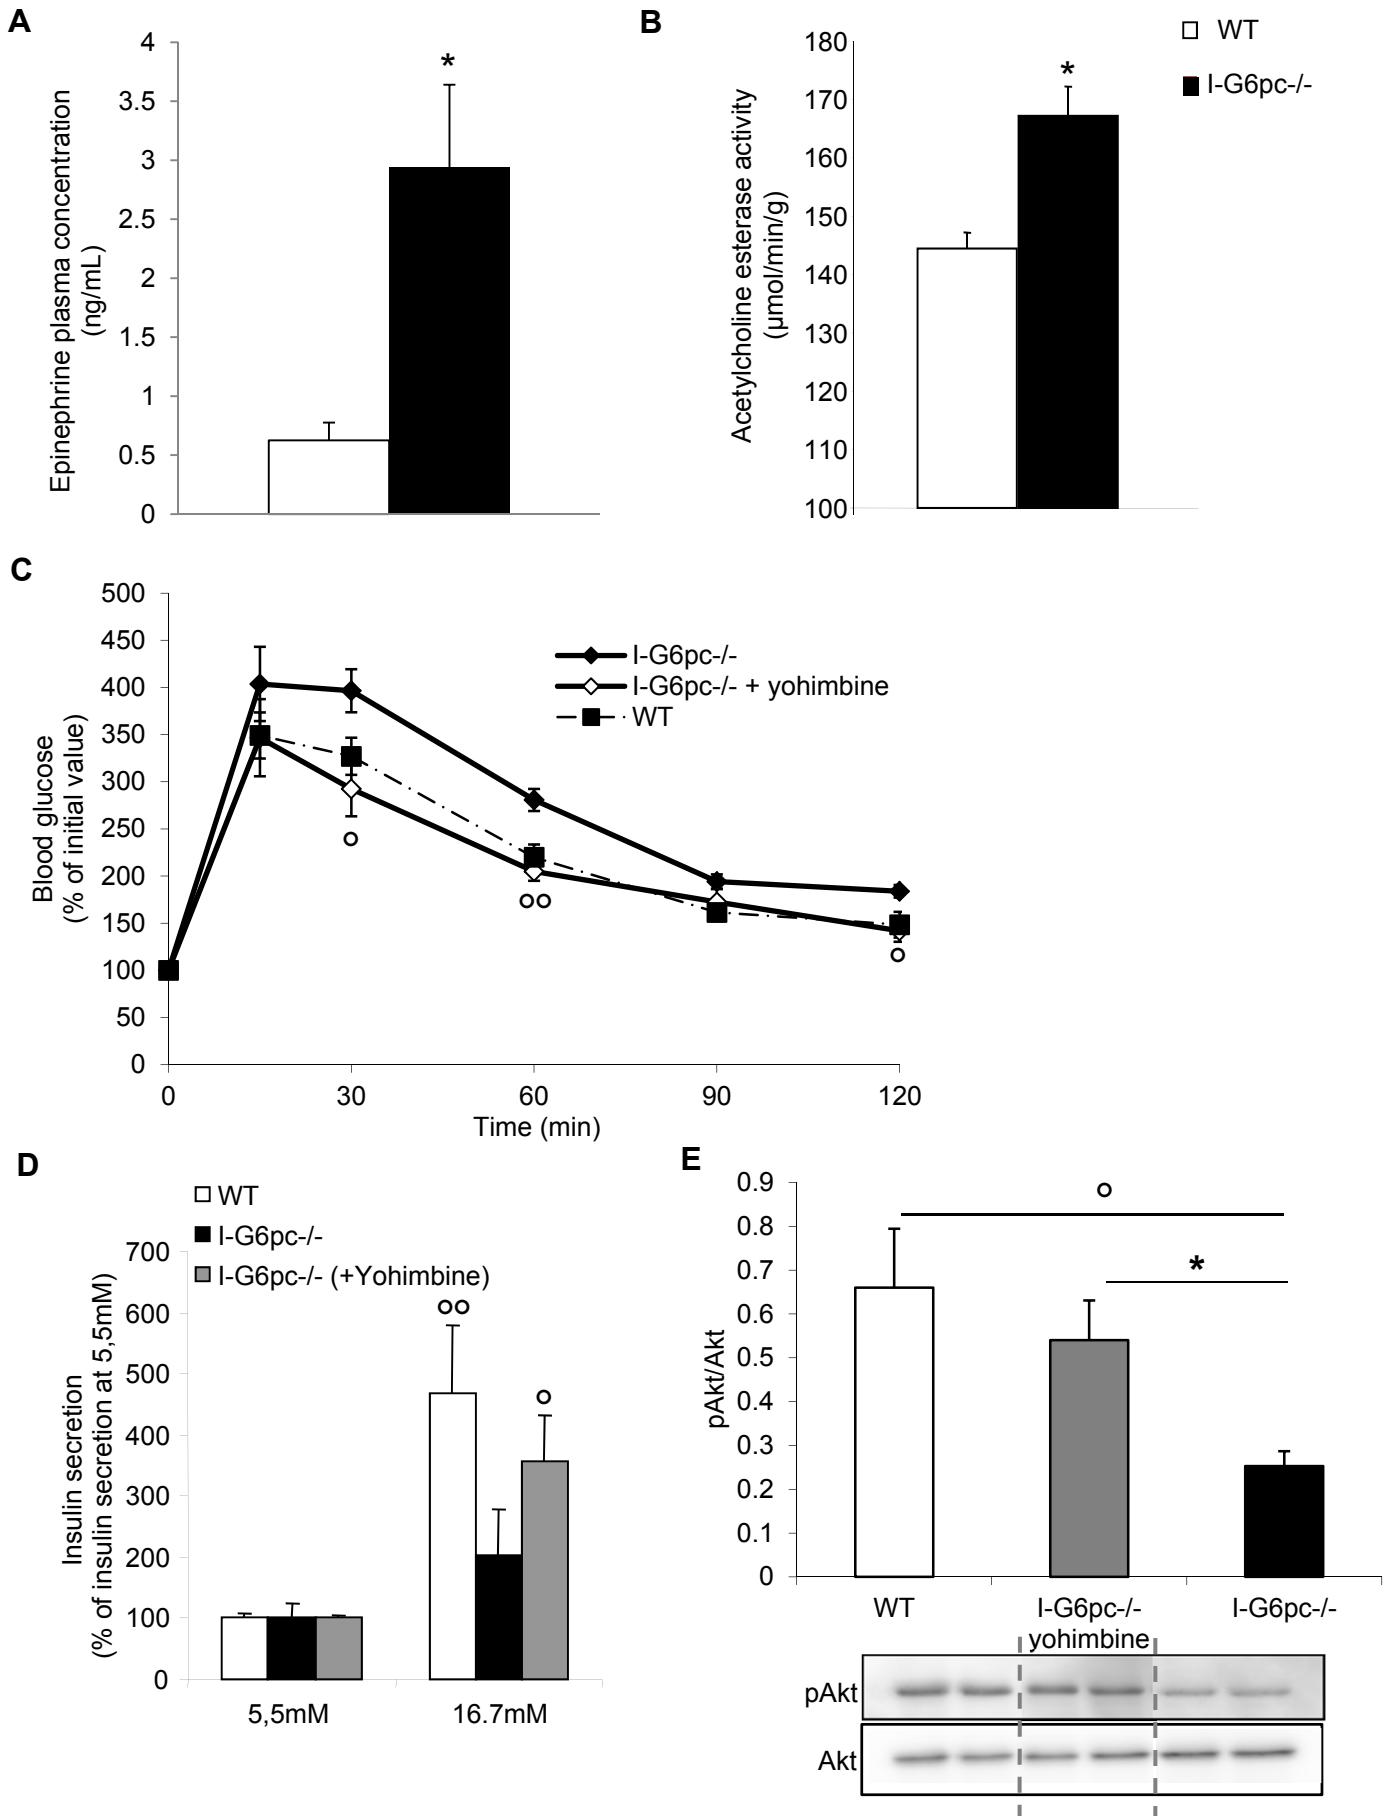 A
4
3.5
3
2.5
2
1.5
1
0.5
0
Epinephrine plasma concentration
(ng/mL)
*
B
180
170
160
150
140
130
120
110
100
Acetylcholine esterase activity
(µmol/min/g)
*
WT
I-G6pc-/-
C
500
450
400
350
300
250
200
150
100
50
0
Blood glucose
(% of initial value)
I-G6pc-/-
I-G6pc-/- + yohimbine
WT
0 30 60 90 120
Time (min)
D
WT
I-G6pc-/-
I-G6pc-/- (+Yohimbine)
700
600
500
400
300
200
100
0
Insulin secretion
(% of insulin secretion at 5,5mM)
5,5mM 16.7mM
E
0.9
0.8
0.7
0.6
0.5
0.4
0.3
0.2
0.1
0
pAkt/Akt
*
WT I-G6pc-/- I-G6pc-/-
yohimbine
pAkt
Akt